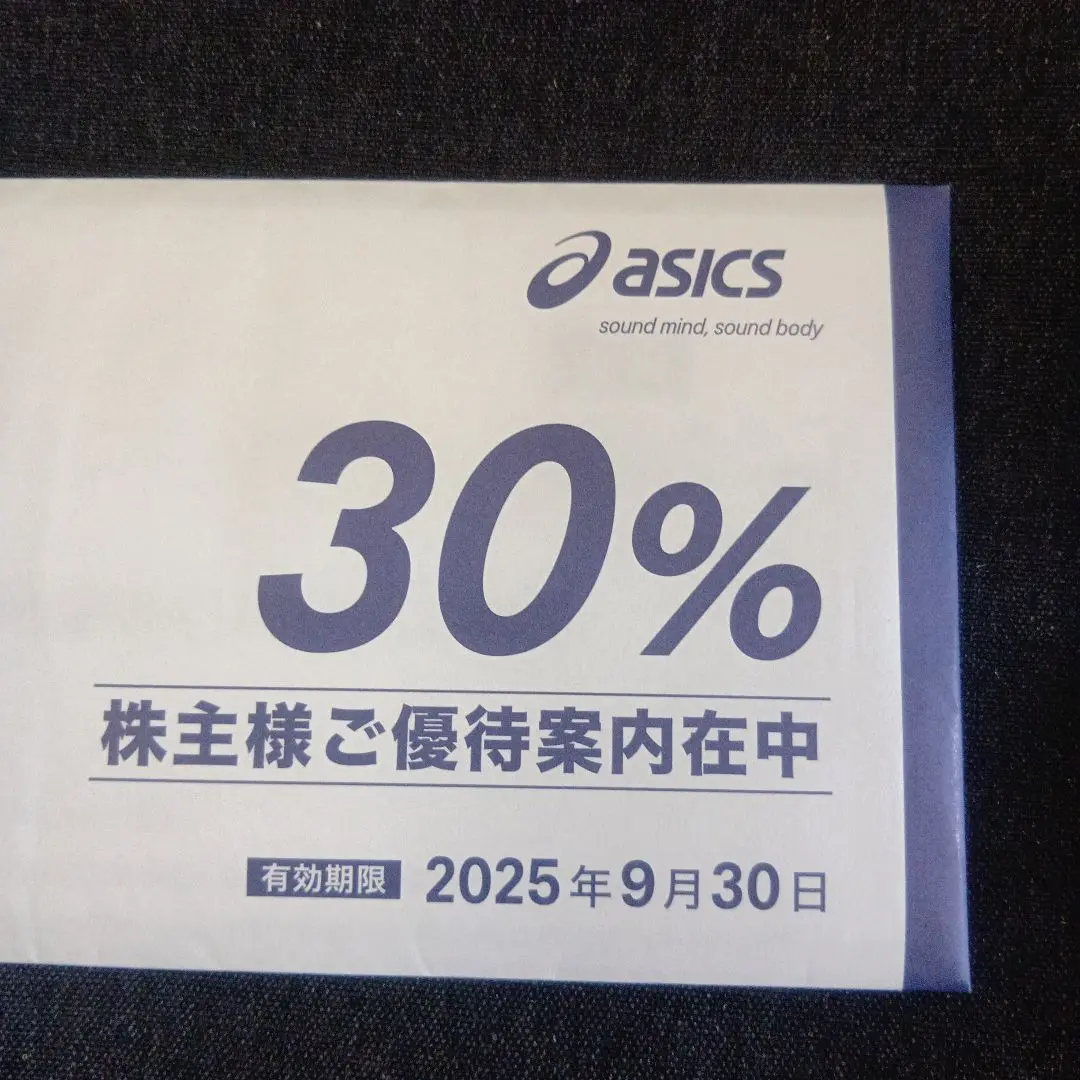 asics
sound mind, sound body
30%
株主様ご優待案内在中
有効期限 2025年9月30日